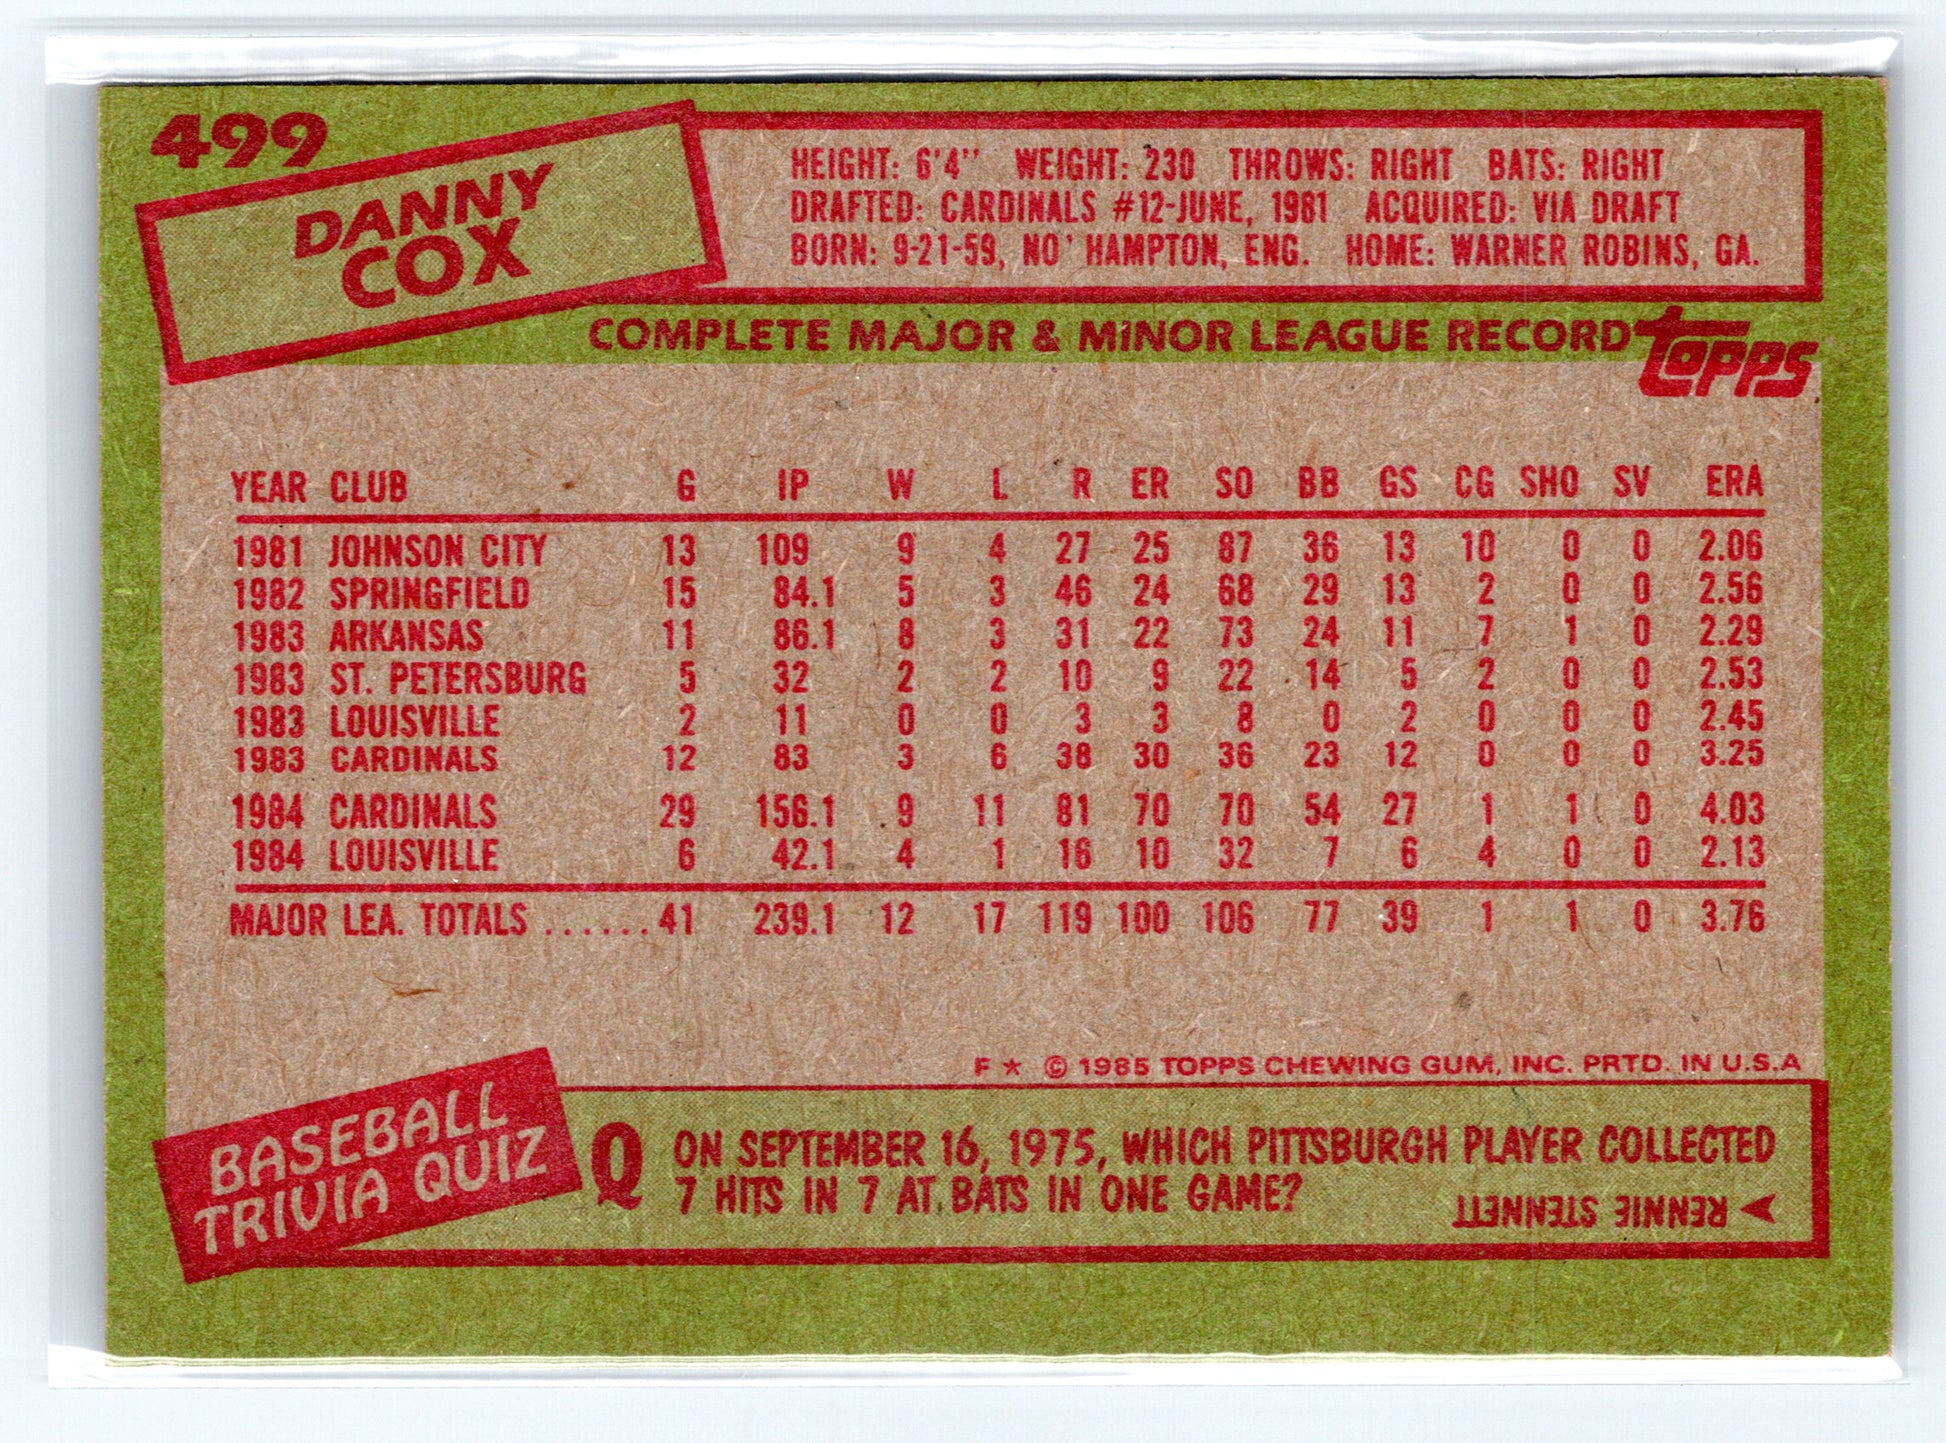 499
DANNY
COX
HEIGHT: 6'4" WEIGHT: 230 THROWS: RIGHT BATS: RIGHT
DRAFTED: CARDINALS #12-JUNE, 1981 ACQUIRED: VIA DRAFT
BORN: 9-21-59, NO'HAMPTON, ENG. HOME: WARNER ROBINS, GA.
COMPLETE MAJOR & MINOR LEAGUE RECORD topps
YEAR CLUB G IP W L R ER SO BB GS CG SHO SV ERA
1981 JOHNSON CITY 13 109 9 4 27 25 87 36 13 10 0 0 2.06
1982 SPRINGFIELD 15 84.1 5 3 46 24 68 29 13 2 0 0 2.56
1983 ARKANSAS 11 86.1 8 3 31 22 73 24 11 7 1 0 2.29
1983 ST. PETERSBURG 5 32 2 2 10 9 22 14 5 2 0 0 2.53
1983 LOUISVILLE 2 11 0 0 3 3 8 0 2 0 0 0 2.45
1983 CARDINALS 12 83 3 6 38 30 36 23 12 0 0 0 3.25
1984 CARDINALS 29 156.1 9 11 81 70 70 54 27 1 1 0 4.03
1984 LOUISVILLE 6 42.1 4 1 16 10 32 7 6 4 0 0 2.13
MAJOR LEA. TOTALS ...... 41 239.1 12 17 119 100 106 77 39 1 1 0 3.76
F ★ © 1985 TOPPS CHEWING GUM, INC. PRTD. IN U.S.A
BASEBALL
TRIVIA QUIZ
Q ON SEPTEMBER 16, 1975, WHICH PITTSBURGH PLAYER COLLECTED
7 HITS IN 7 AT BATS IN ONE GAME?
RENNIE STENNETT